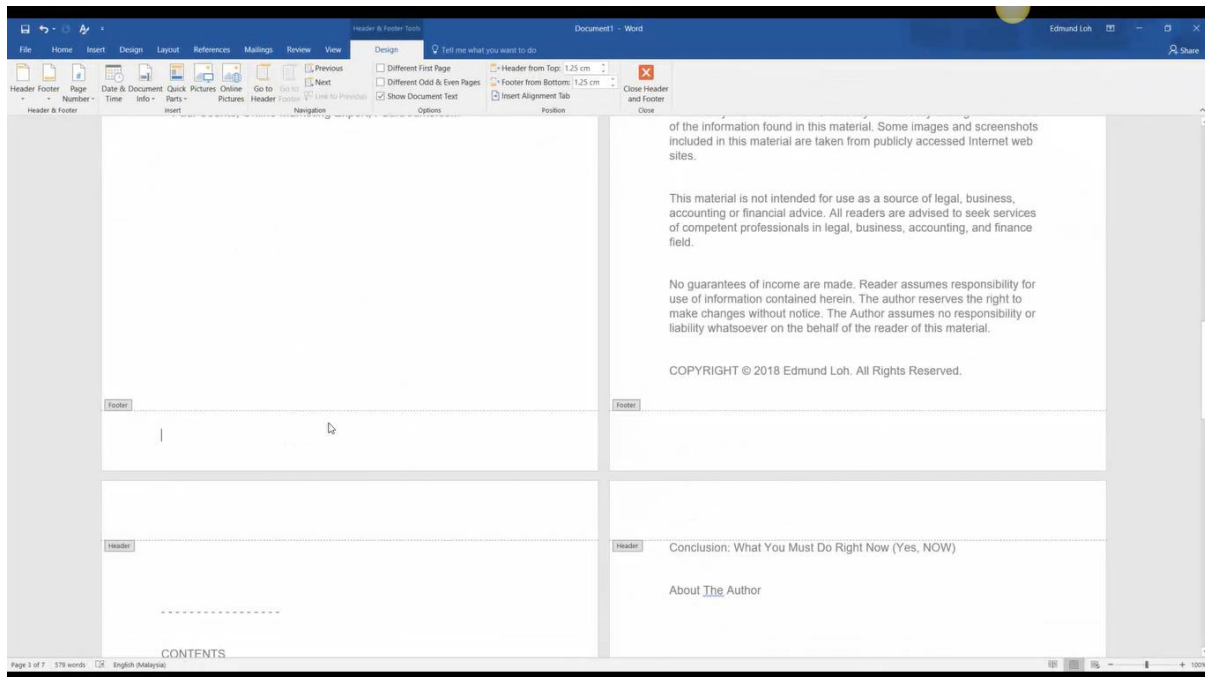 Header & Footer Tools
Document1 - Word
Edmund Loh
File Home Insert Design Layout References Mailings Review View Design Tell me what you want to do
Share
Header Footer Page Number
Date & Time Document Info Quick Parts Pictures Online Pictures
Go to Header Go to Footer Previous
Next
Link to Previous
Different First Page
Different Odd & Even Pages
Show Document Text
Header from Top: 1.25 cm
Footer from Bottom: 1.25 cm
Insert Alignment Tab
Close Header and Footer
Header & Footer Insert Navigation Options Position Close
of the information found in this material. Some images and screenshots
included in this material are taken from publicly accessed Internet web
sites.
This material is not intended for use as a source of legal, business,
accounting or financial advice. All readers are advised to seek services
of competent professionals in legal, business, accounting, and finance
field.
No guarantees of income are made. Reader assumes responsibility for
use of information contained herein. The author reserves the right to
make changes without notice. The Author assumes no responsibility or
liability whatsoever on the behalf of the reader of this material.
COPYRIGHT © 2018 Edmund Loh. All Rights Reserved.
Footer
Footer
Header
- - - - - - - - - - - - - - - - -
CONTENTS
Header
Conclusion: What You Must Do Right Now (Yes, NOW)
About The Author
Page 3 of 7 579 words English (Malaysia)
100%